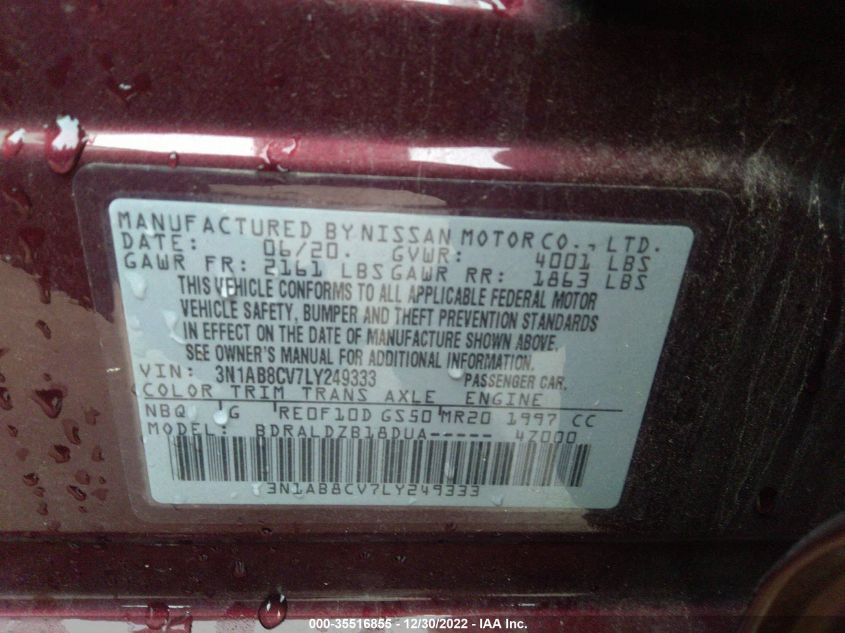 MANUFACTURED BY NISSAN MOTOR CO., LTD.
DATE: 06/20. GVWR: 4001 LBS
GAWR FR: 2161 LBS GAWR RR: 1863 LBS
THIS VEHICLE CONFORMS TO ALL APPLICABLE FEDERAL MOTOR
VEHICLE SAFETY, BUMPER AND THEFT PREVENTION STANDARDS
IN EFFECT ON THE DATE OF MANUFACTURE SHOWN ABOVE.
SEE OWNER'S MANUAL FOR ADDITIONAL INFORMATION.
VIN: 3N1AB8CV7LY249333 PASSENGER CAR.
COLOR TRIM TRANS AXLE ENGINE
NBQ G RE0F10D GS50 MR20 1997 CC
MODEL: BDRALDZB18DUA----- 4Z000
3N1AB8CV7LY249333
000-35516855 - 12/30/2022 - IAA Inc.